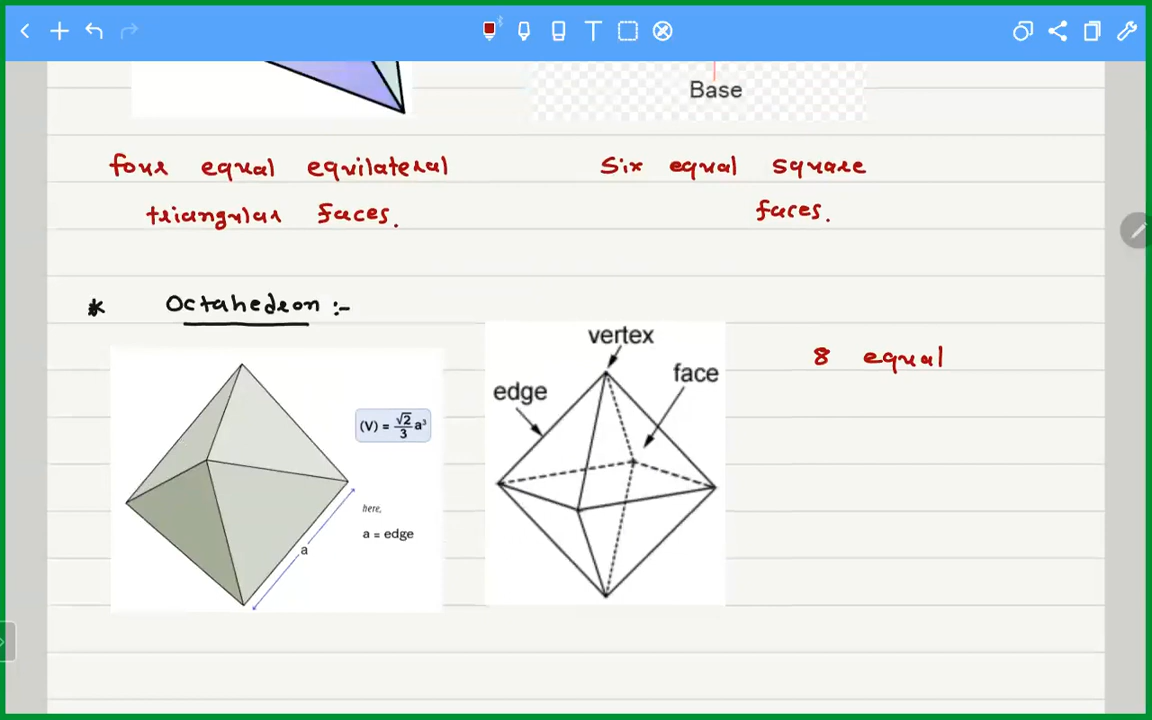 T
Base
four equal equilateral
triangular faces.
Six equal square
faces.
* Octahedron :-
vertex
edge
face
8 equal
(V) = √2/3 a³
here,
a = edge
a